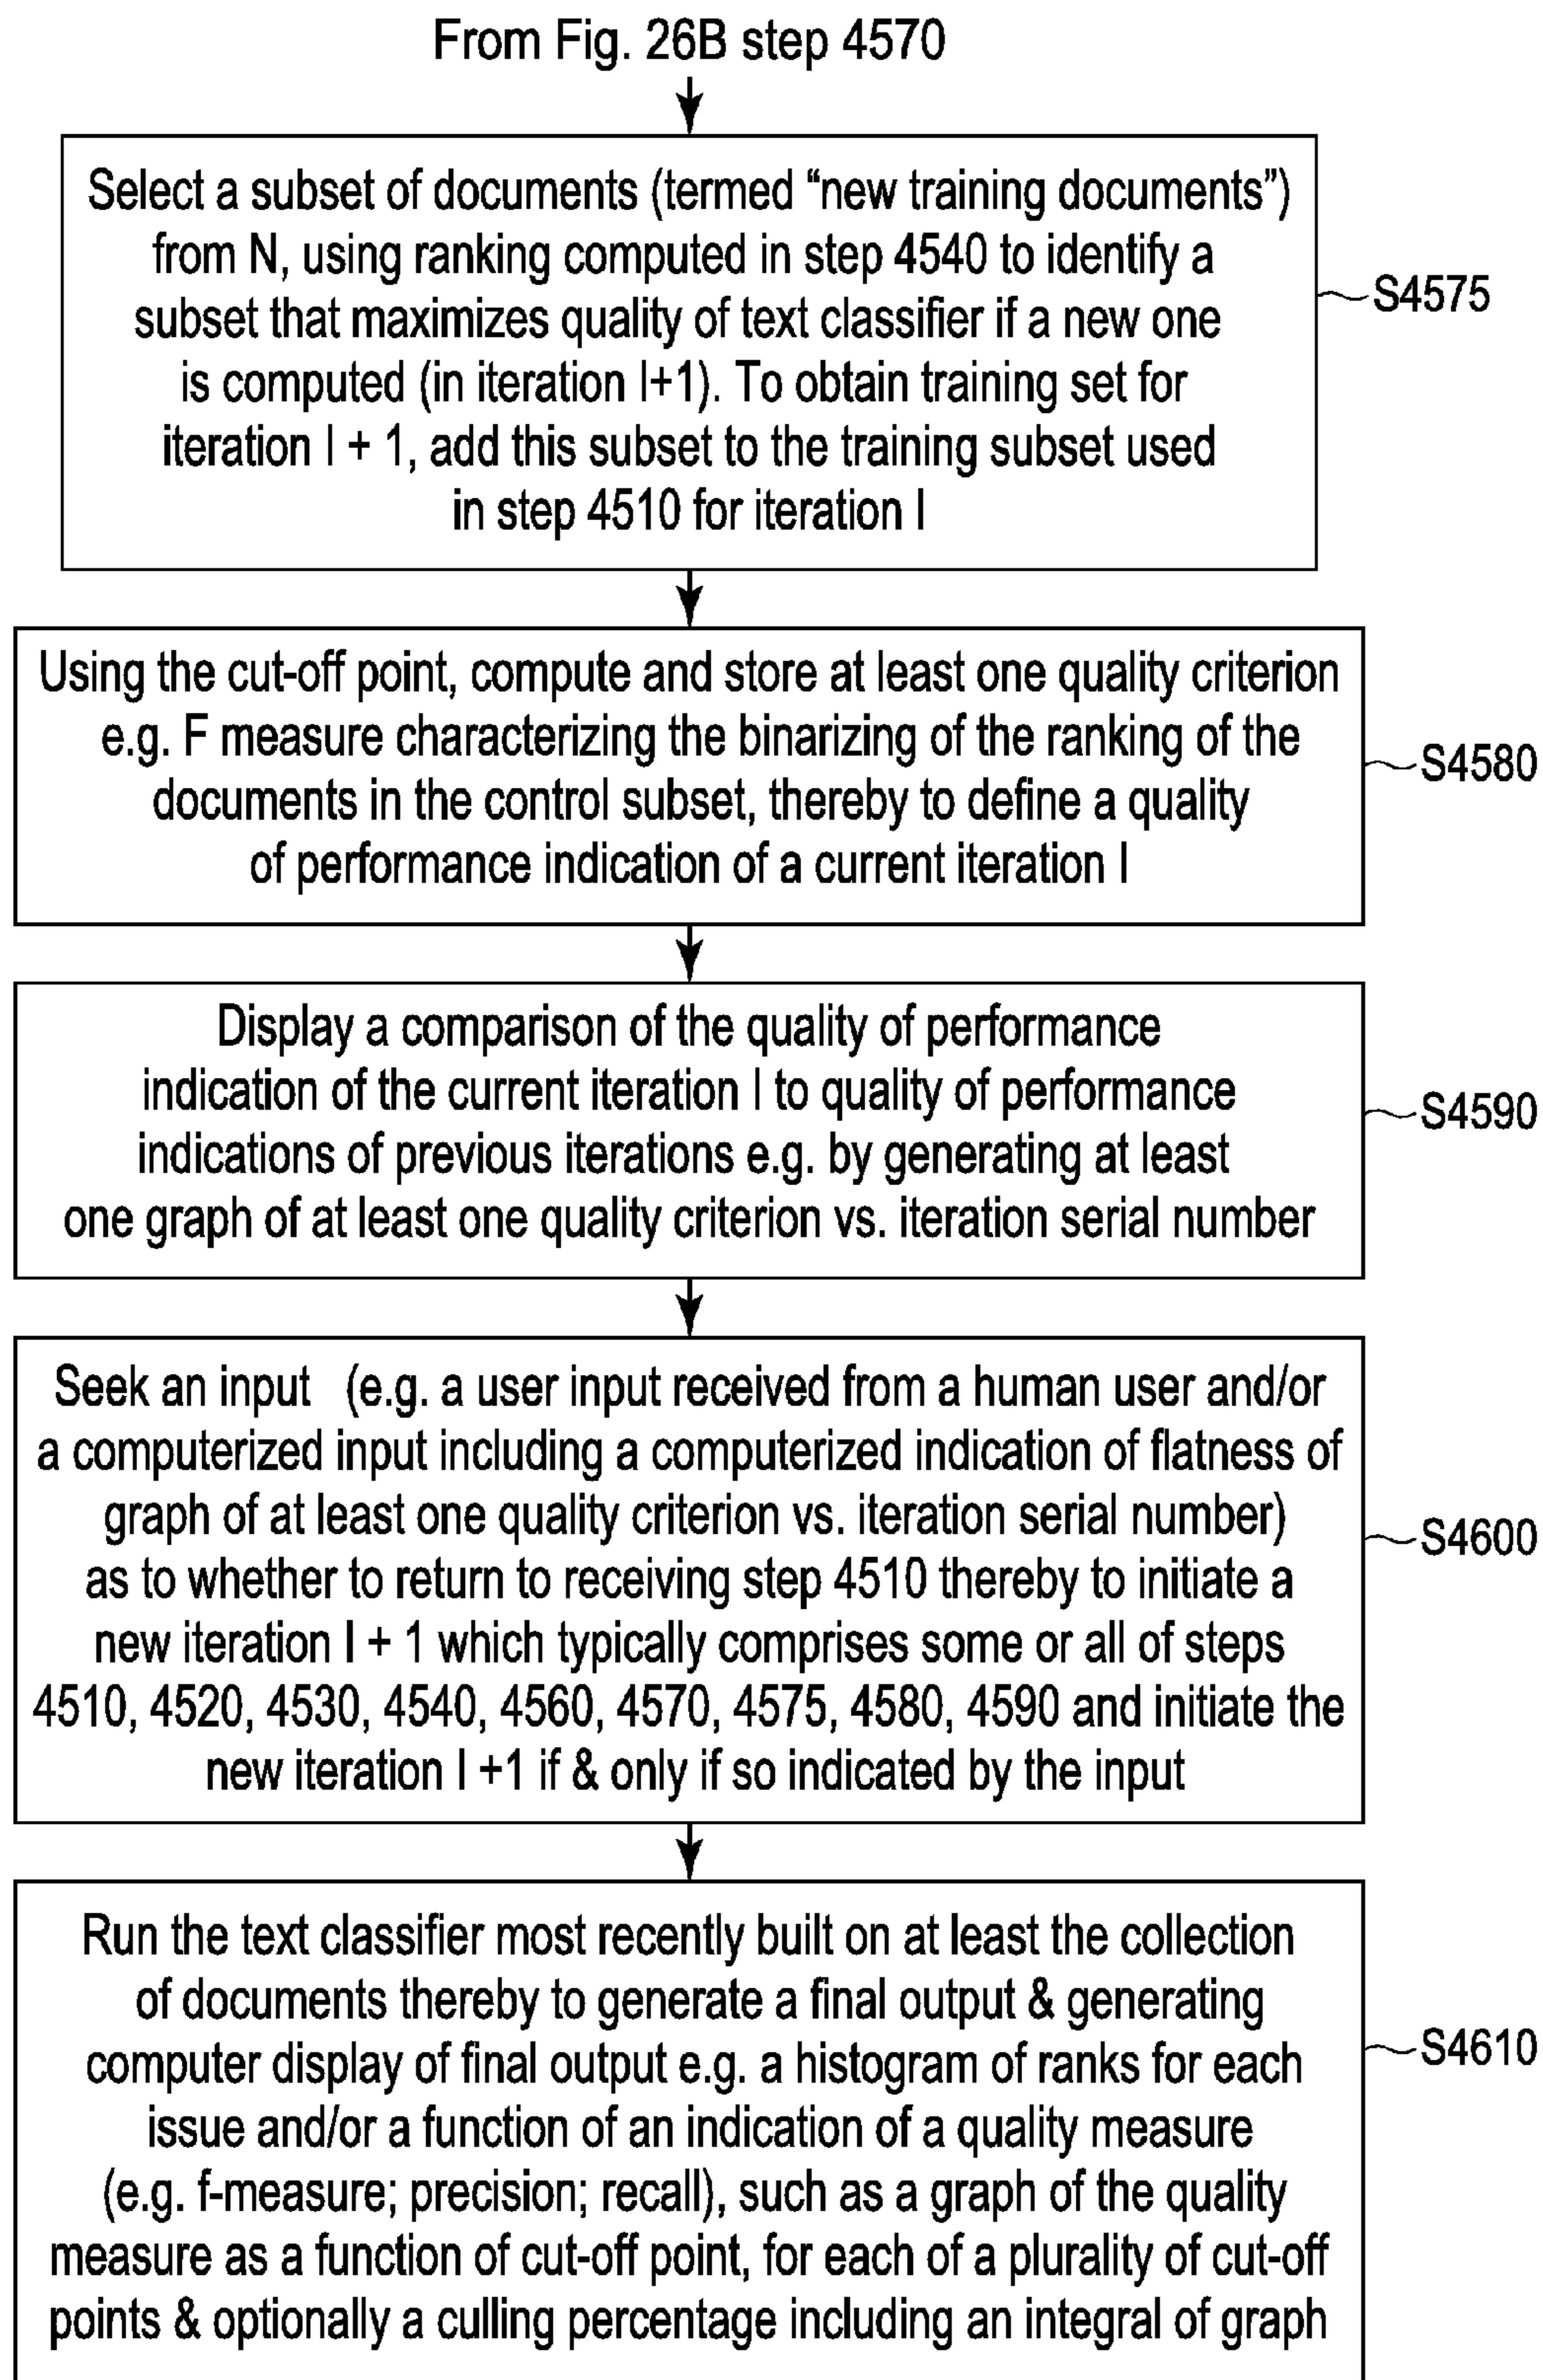 From Fig. 26B step 4570
Select a subset of documents (termed “new training documents”)
from N, using ranking computed in step 4540 to identify a
subset that maximizes quality of text classifier if a new one
is computed (in iteration I+1). To obtain training set for
iteration I + 1, add this subset to the training subset used
in step 4510 for iteration I
S4575
Using the cut-off point, compute and store at least one quality criterion
e.g. F measure characterizing the binarizing of the ranking of the
documents in the control subset, thereby to define a quality
of performance indication of a current iteration I
S4580
Display a comparison of the quality of performance
indication of the current iteration I to quality of performance
indications of previous iterations e.g. by generating at least
one graph of at least one quality criterion vs. iteration serial number
S4590
Seek an input (e.g. a user input received from a human user and/or
a computerized input including a computerized indication of flatness of
graph of at least one quality criterion vs. iteration serial number)
as to whether to return to receiving step 4510 thereby to initiate a
new iteration I + 1 which typically comprises some or all of steps
4510, 4520, 4530, 4540, 4560, 4570, 4575, 4580, 4590 and initiate the
new iteration I +1 if & only if so indicated by the input
S4600
Run the text classifier most recently built on at least the collection
of documents thereby to generate a final output & generating
computer display of final output e.g. a histogram of ranks for each
issue and/or a function of an indication of a quality measure
(e.g. f-measure; precision; recall), such as a graph of the quality
measure as a function of cut-off point, for each of a plurality of cut-off
points & optionally a culling percentage including an integral of graph
S4610